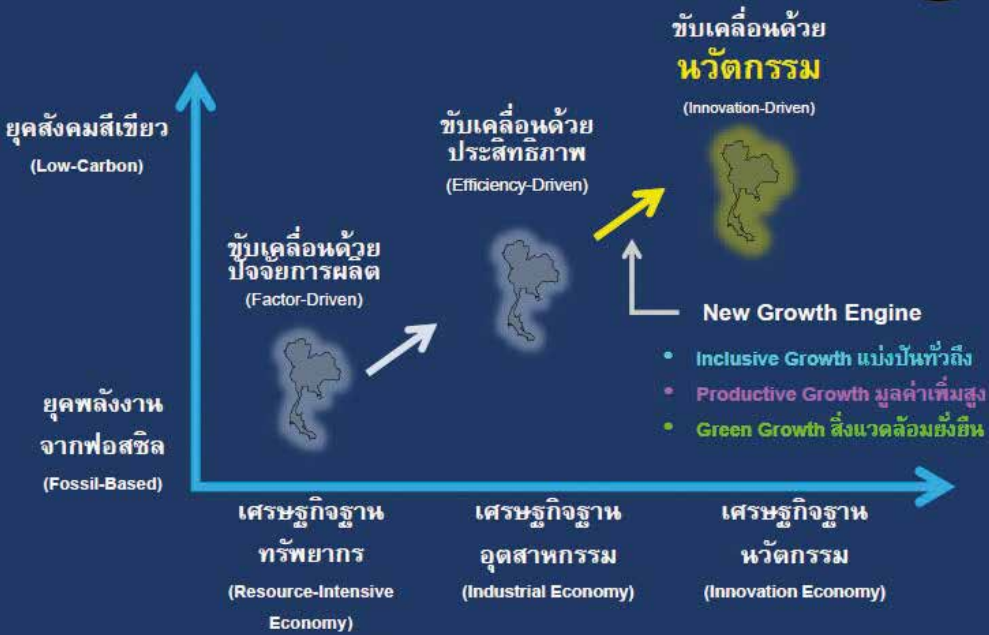 ขับเคลื่อนด้วย
นวัตกรรม
(Innovation-Driven)
ยุคสังคมสีเขียว
(Low-Carbon)
ขับเคลื่อนด้วย
ประสิทธิภาพ
(Efficiency-Driven)
ขับเคลื่อนด้วย
ปัจจัยการผลิต
(Factor-Driven)
New Growth Engine
• Inclusive Growth แบ่งปันทั่วถึง
• Productive Growth มูลค่าเพิ่มสูง
• Green Growth สิ่งแวดล้อมยั่งยืน
ยุคพลังงาน
จากฟอสซิล
(Fossil-Based)
เศรษฐกิจฐาน
ทรัพยากร
(Resource-Intensive
Economy)
เศรษฐกิจฐาน
อุตสาหกรรม
(Industrial Economy)
เศรษฐกิจฐาน
นวัตกรรม
(Innovation Economy)